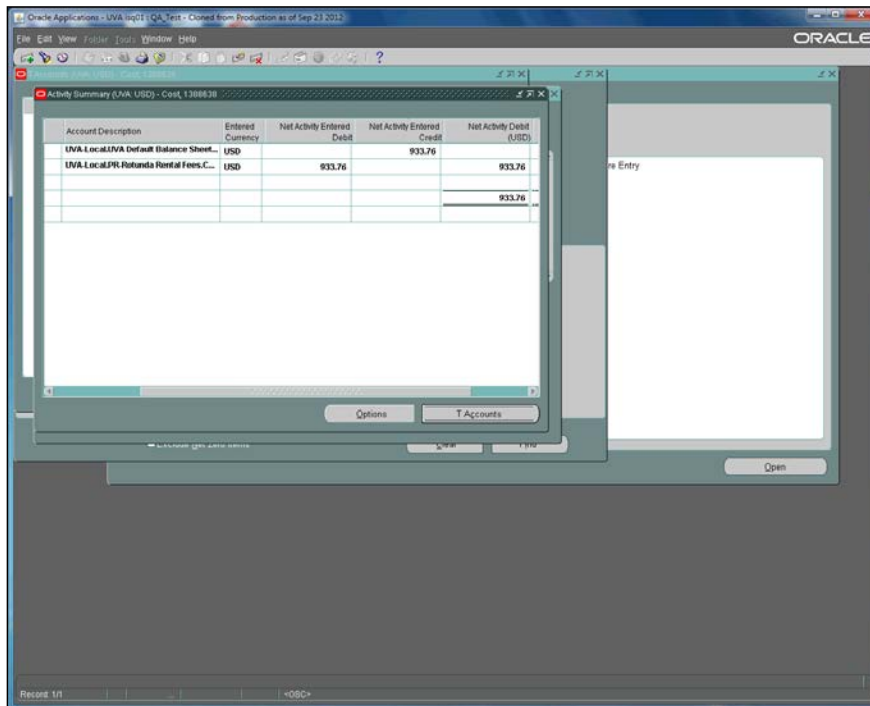 Oracle Applications - UVA isq01 : QA_Test - Cloned from Production as of Sep 23 2012
File Edit View Folder Tools Window Help
ORACLE
Activity Summary (UVA: USD) - Cost, 1308638
Account Description
Entered Currency
Net Activity Entered Debit
Net Activity Entered Credit
Net Activity Debit (USD)
UVA-Local.UVA Default Balance Sheet... USD 933.76
UVA-Local.PR-Rotunda Rental Fees.C... USD 933.76 933.76
933.76
re Entry
Options
T Accounts
Open
Record: 1/1
<OSC>